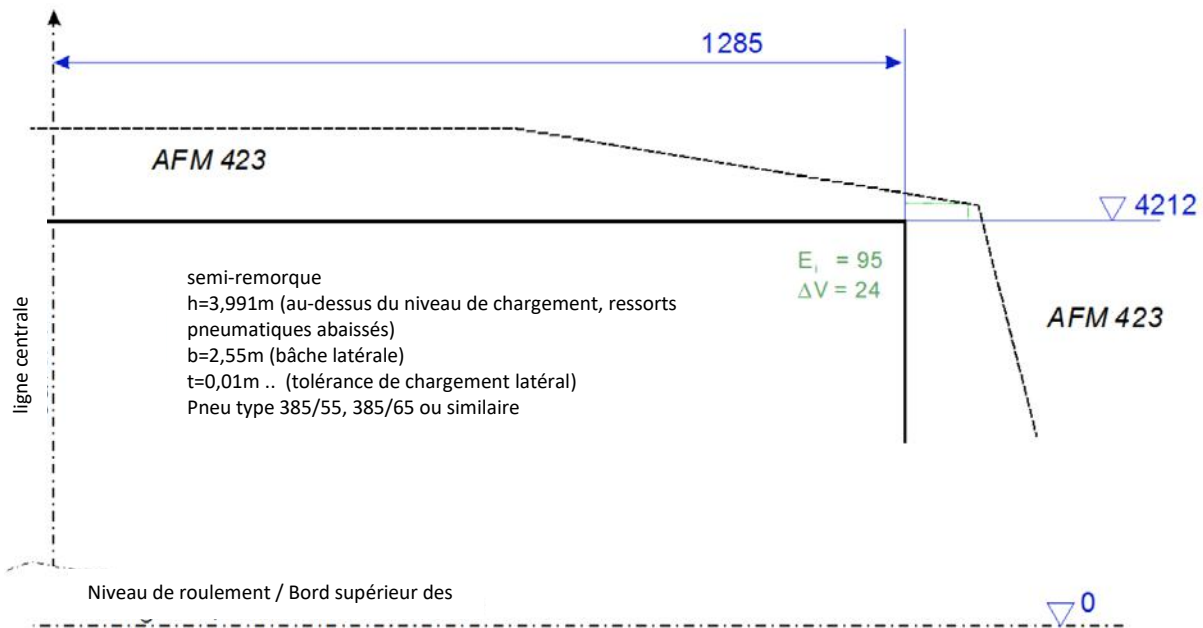 1285
AFM 423
▽ 4212
E_i = 95
ΔV = 24
semi-remorque
h=3,991m (au-dessus du niveau de chargement, ressorts
pneumatiques abaissés)
b=2,55m (bâche latérale)
t=0,01m .. (tolérance de chargement latéral)
Pneu type 385/55, 385/65 ou similaire
AFM 423
ligne centrale
Niveau de roulement / Bord supérieur des
▽ 0